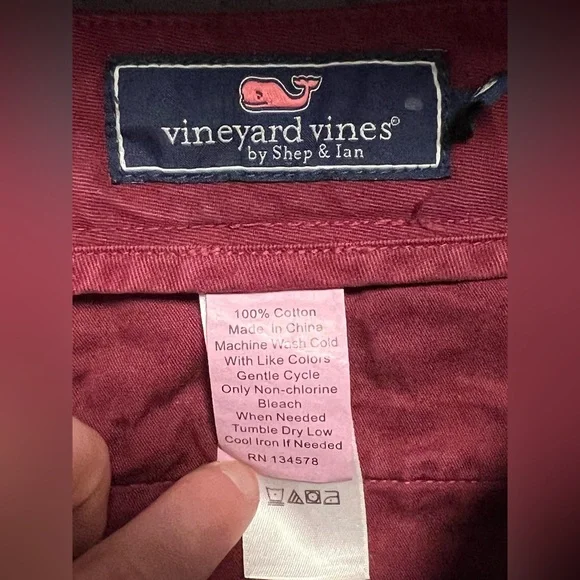 vineyard vines®
by Shep & Ian
100% Cotton
Made in China
Machine Wash Cold
With Like Colors
Gentle Cycle
Only Non-chlorine
Bleach
When Needed
Tumble Dry Low
Cool Iron If Needed
RN 134578